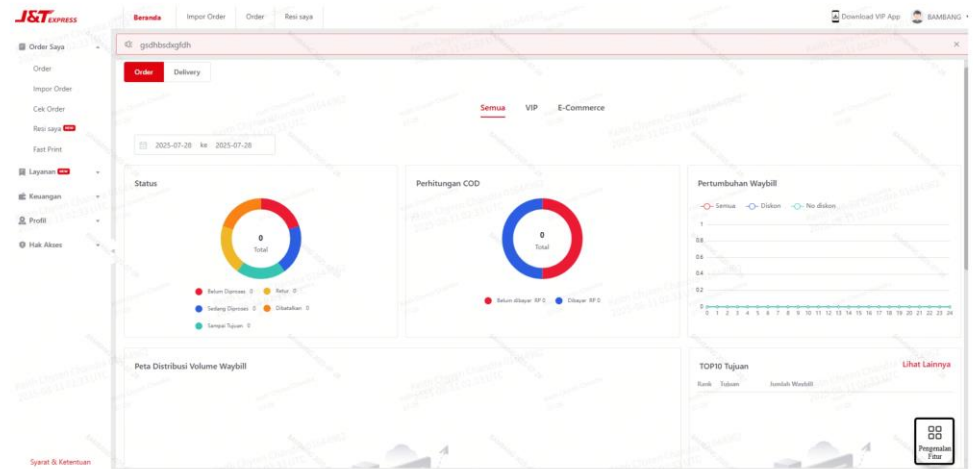 J&T EXPRESS
Beranda
Impor Order
Order
Resi saya
Download VIP App
BAMBANG
Order Saya
Order
Impor Order
Cek Order
Resi saya NEW
Fast Print
Layanan NEW
Keuangan
Profil
Hak Akses
Syarat & Ketentuan
gsdhbsdxgfdh
Order
Delivery
Semua
VIP
E-Commerce
2025-07-28 ke 2025-07-28
Status
0
Total
Belum Diproses 0
Retur 0
Sedang Diproses 0
Dibatalkan 0
Sampai Tujuan 0
Perhitungan COD
0
Total
Belum dibayar RP 0
Dibayar RP 0
Pertumbuhan Waybill
Semua
Diskon
No diskon
1
0.8
0.6
0.4
0.2
0
0 1 2 3 4 5 6 7 8 9 10 11 12 13 14 15 16 17 18 19 20 21 22 23 24
Peta Distribusi Volume Waybill
TOP10 Tujuan
Lihat Lainnya
Rank Tujuan Jumlah Waybill
Pengenalan
Fitur